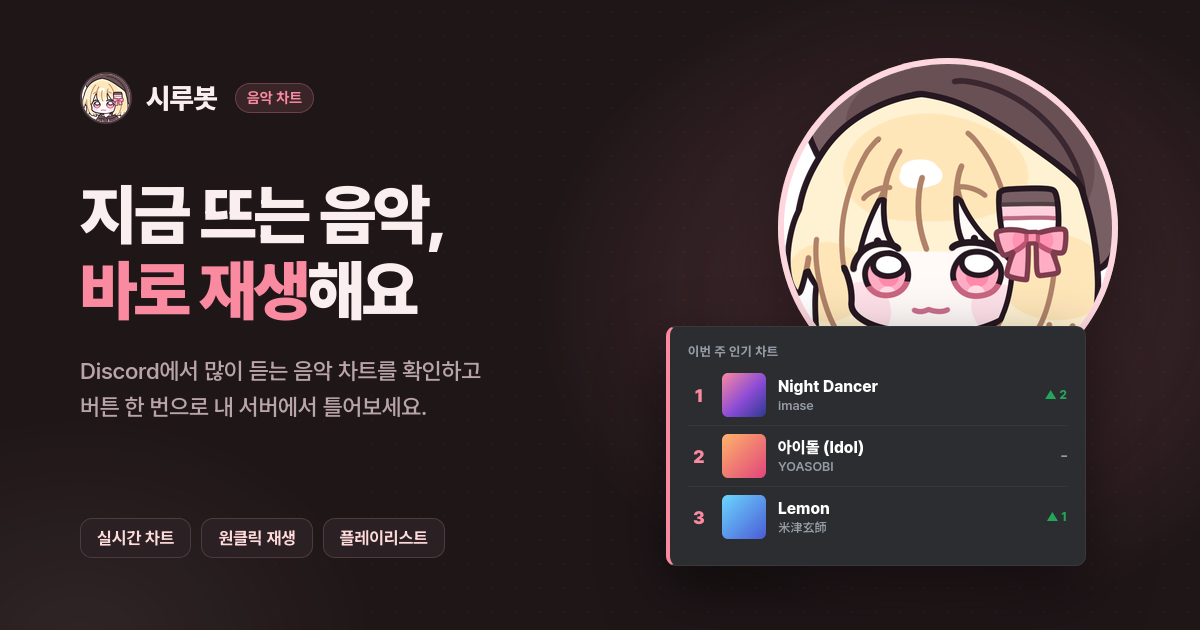 시루봇
음악 차트
지금 뜨는 음악,
바로 재생해요
Discord에서 많이 듣는 음악 차트를 확인하고
버튼 한 번으로 내 서버에서 틀어보세요.
실시간 차트
원클릭 재생
플레이리스트
이번 주 인기 차트
1
Night Dancer
imase
▲ 2
2
아이돌 (Idol)
YOASOBI
–
3
Lemon
米津玄師
▲ 1